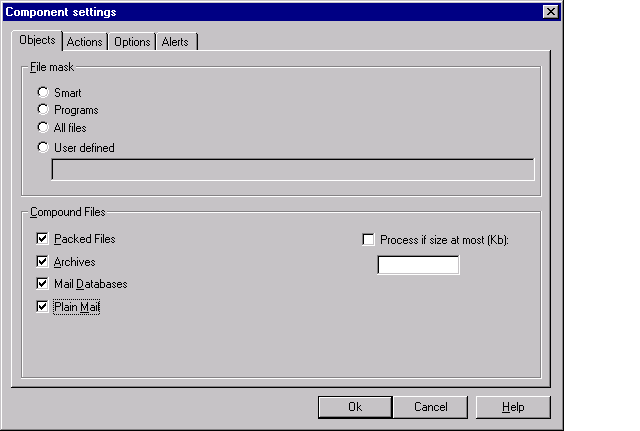 Component settings
Objects Actions Options Alerts
File mask
Smart
Programs
All files
User defined
Compound Files
Packed Files
Process if size at most (Kb):
Archives
Mail Databases
Plain Mail
Ok Cancel Help